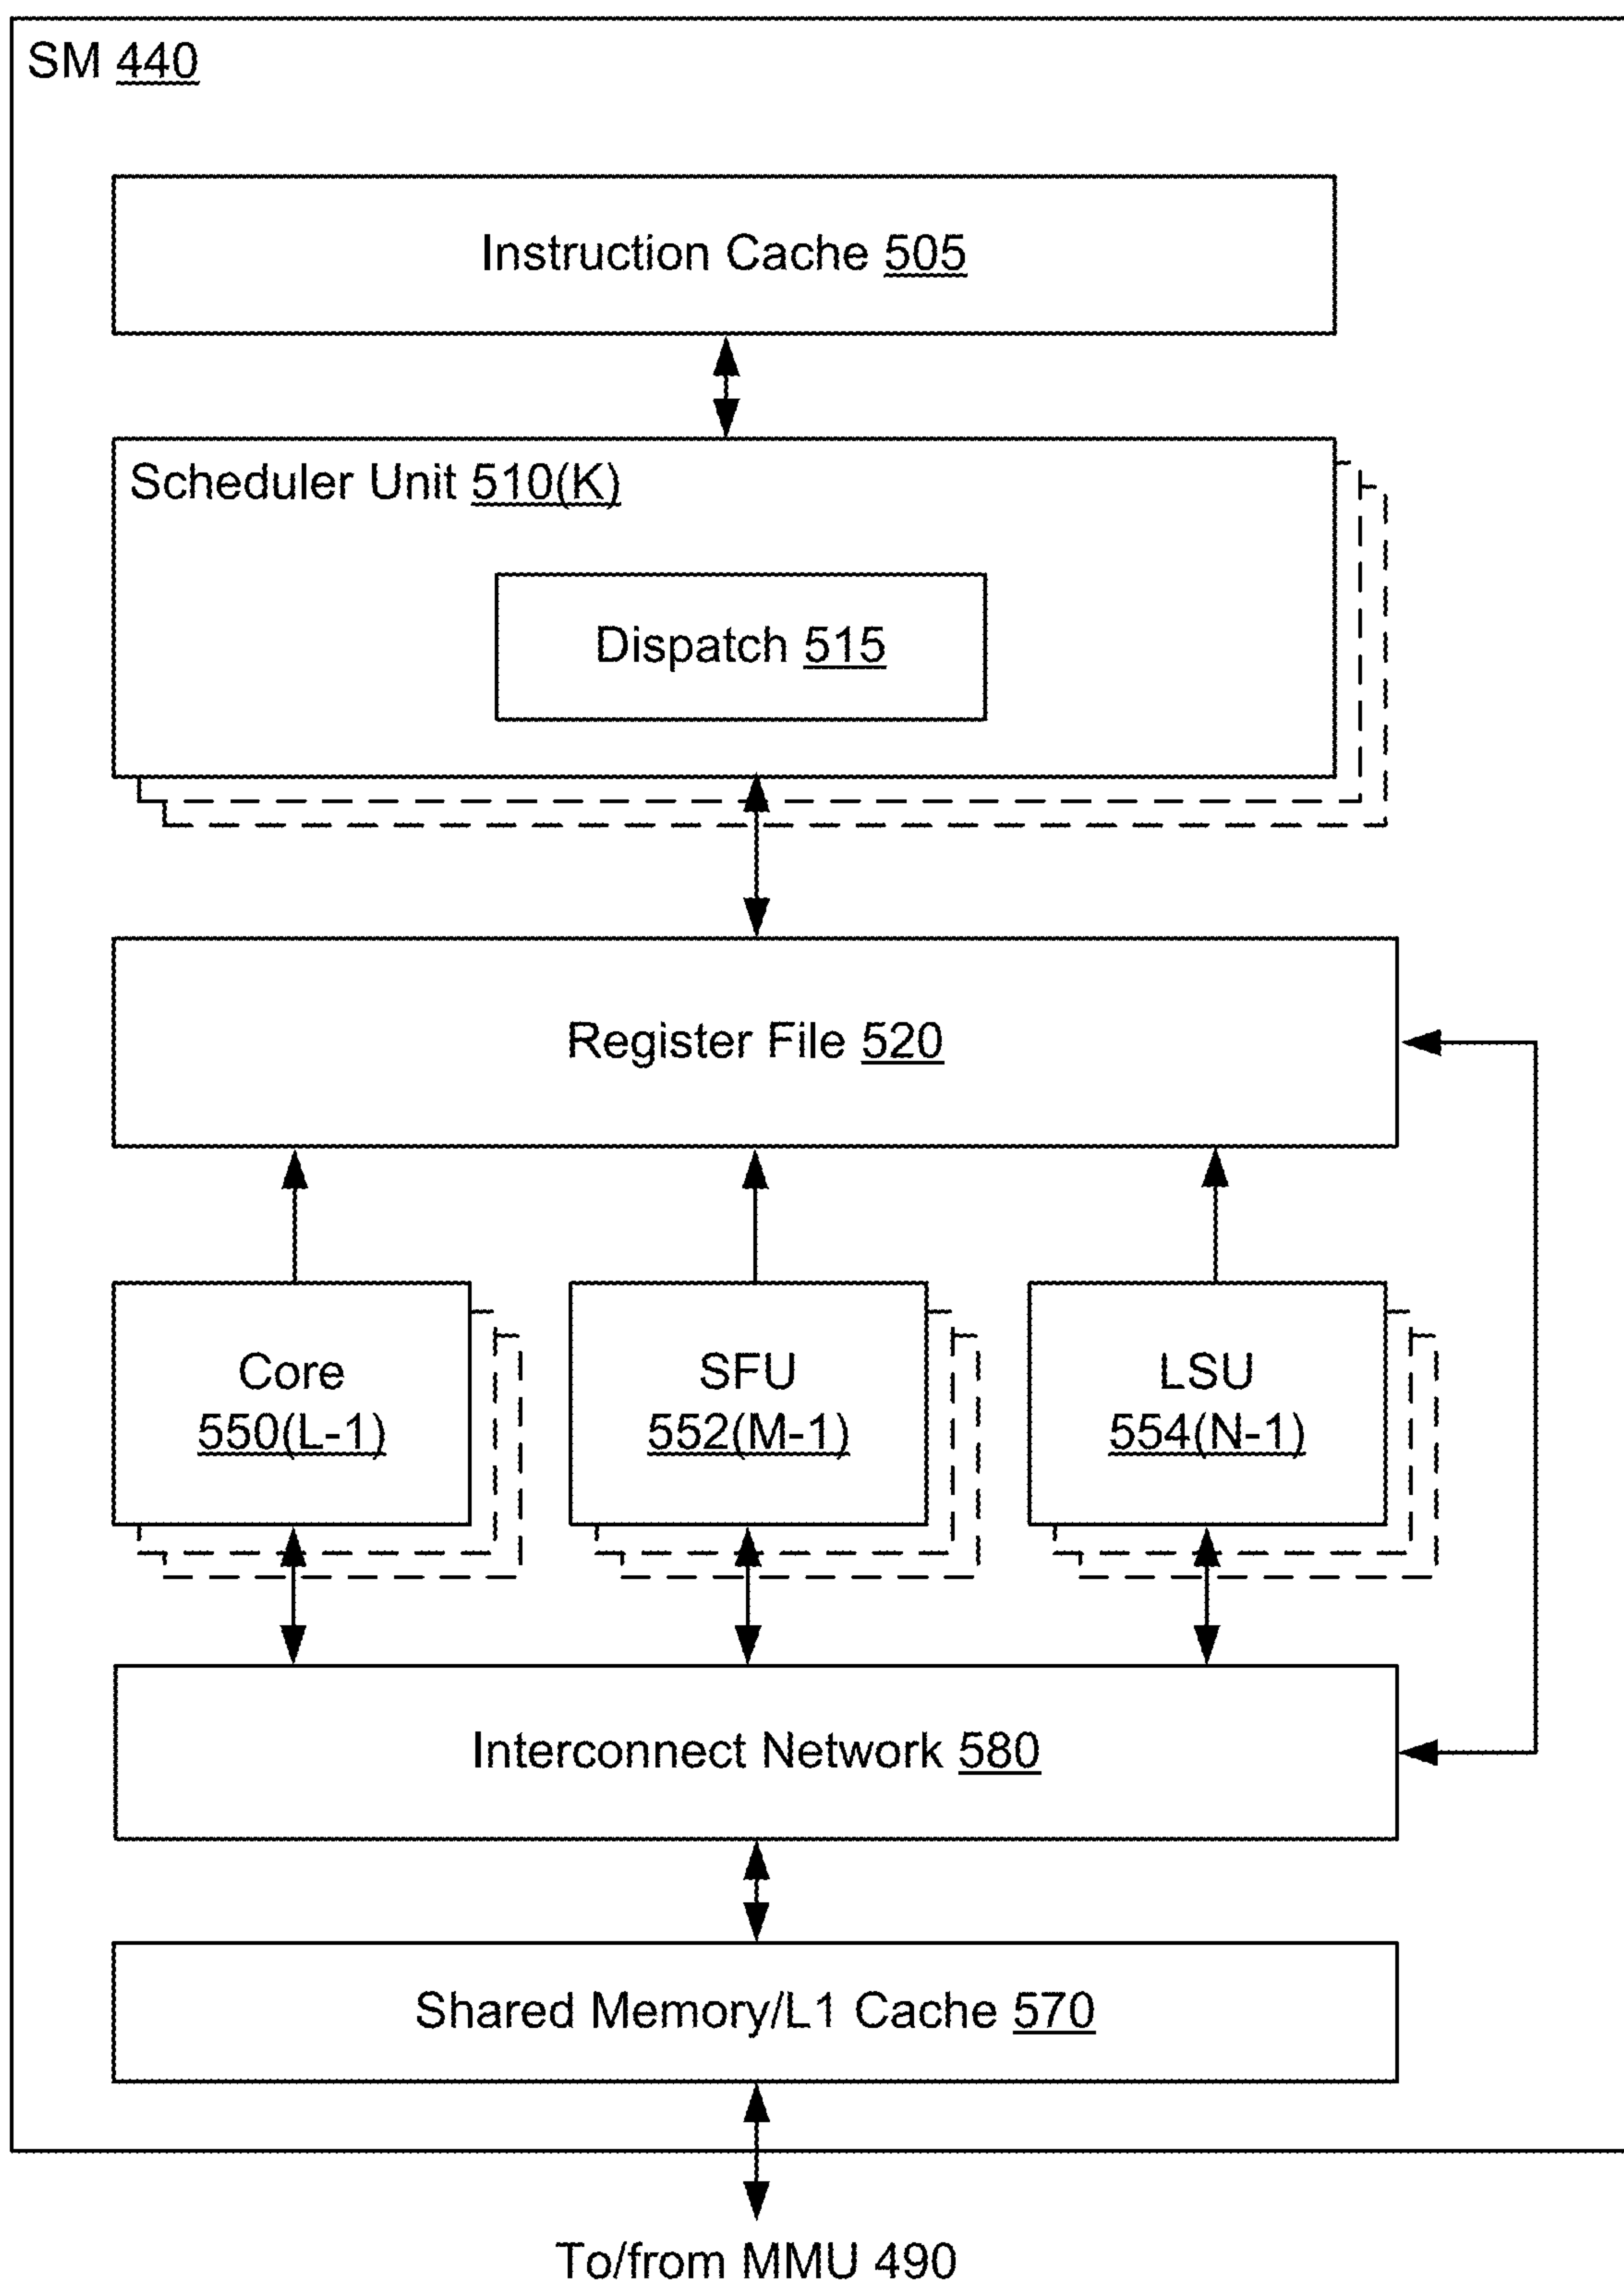 SM 440
Instruction Cache 505
Scheduler Unit 510(K)
Dispatch 515
Register File 520
Core
550(L-1)
SFU
552(M-1)
LSU
554(N-1)
Interconnect Network 580
Shared Memory/L1 Cache 570
To/from MMU 490